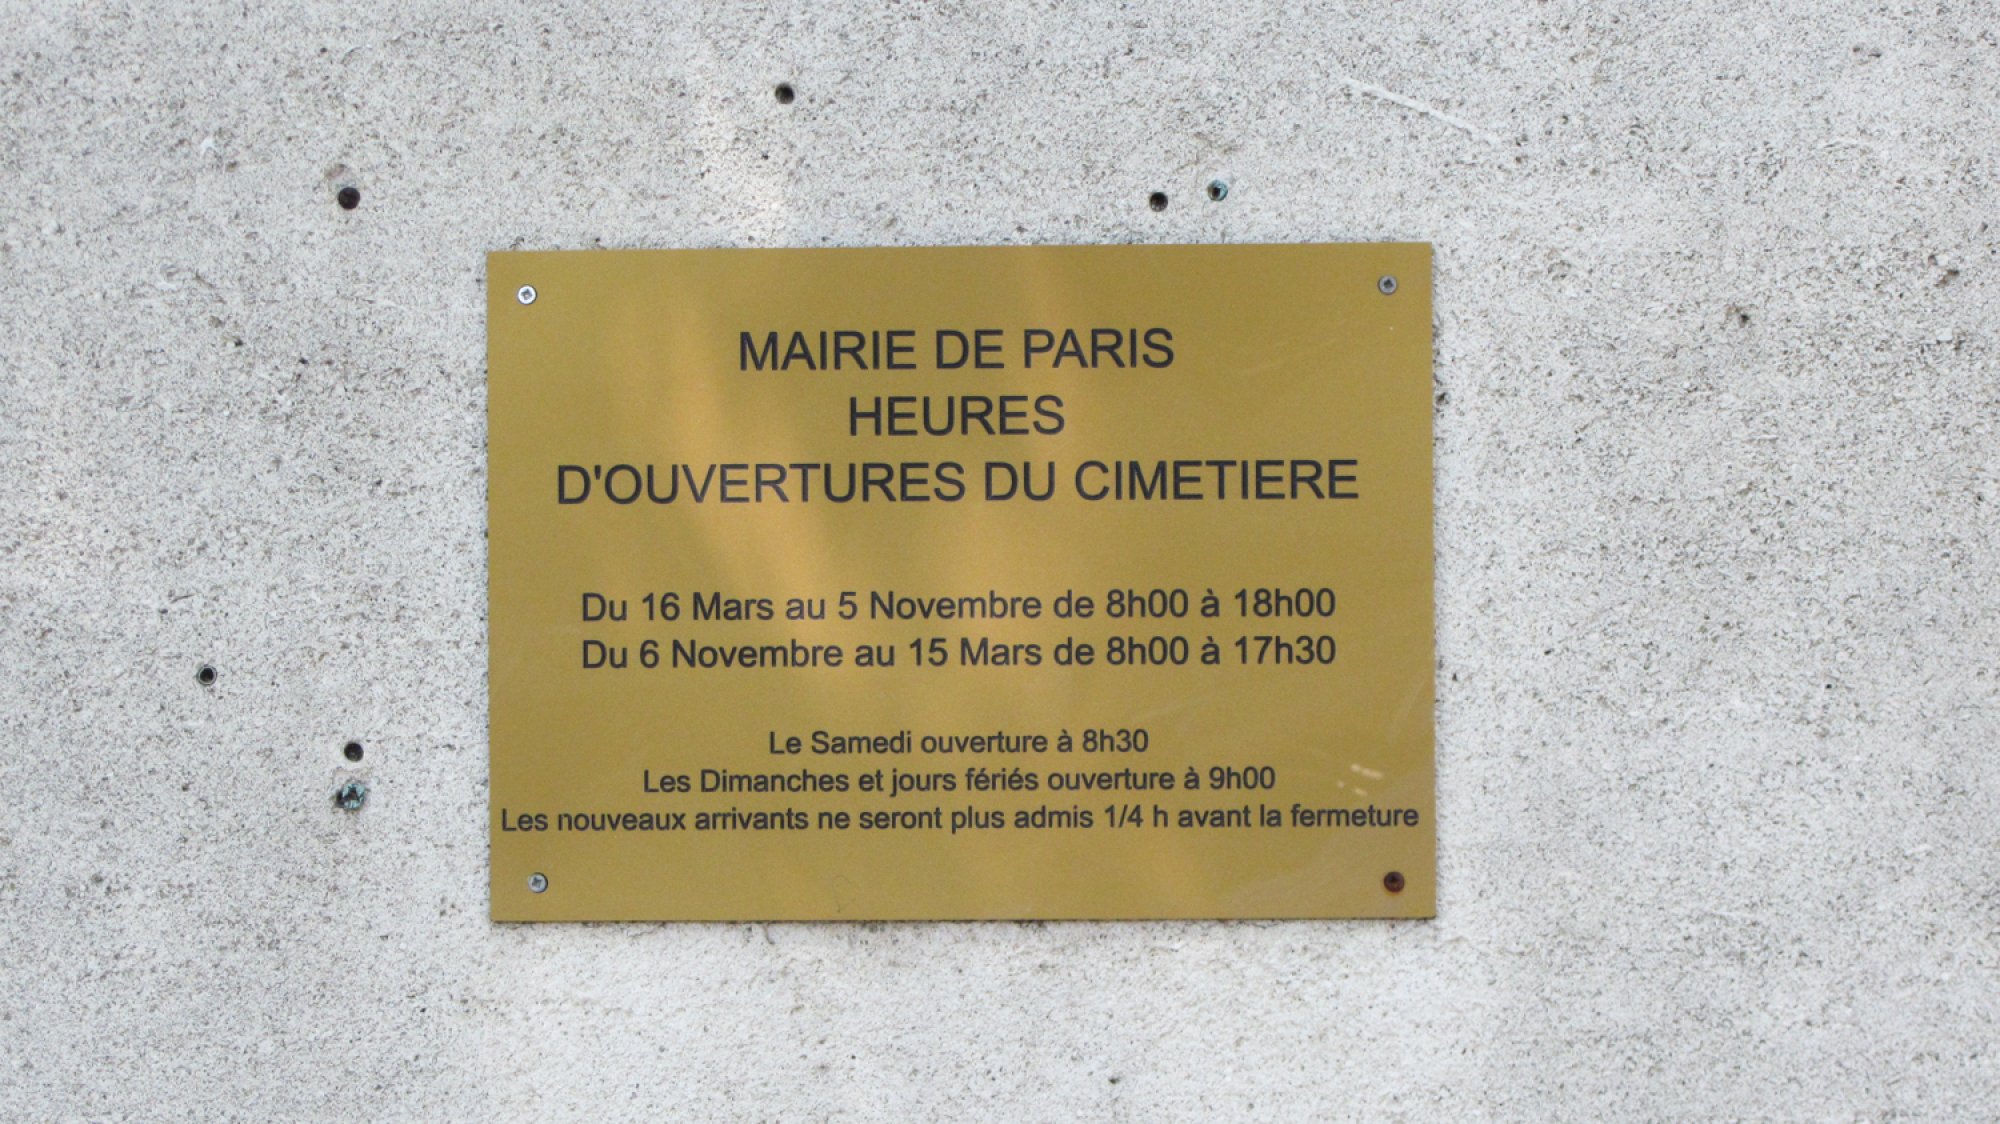 MAIRIE DE PARIS
HEURES
D'OUVERTURES DU CIMETIERE
Du 16 Mars au 5 Novembre de 8h00 à 18h00
Du 6 Novembre au 15 Mars de 8h00 à 17h30
Le Samedi ouverture à 8h30
Les Dimanches et jours fériés ouverture à 9h00
Les nouveaux arrivants ne seront plus admis 1/4 h avant la fermeture